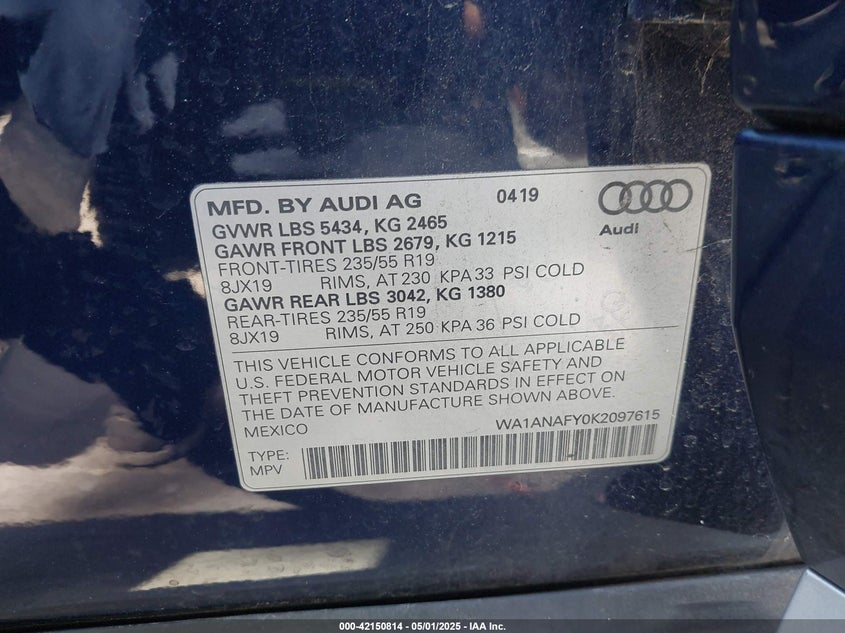 MFD. BY AUDI AG 0419
Audi
GVWR LBS 5434, KG 2465
GAWR FRONT LBS 2679, KG 1215
FRONT-TIRES 235/55 R19
8JX19 RIMS, AT 230 KPA 33 PSI COLD
GAWR REAR LBS 3042, KG 1380
REAR-TIRES 235/55 R19
8JX19 RIMS, AT 250 KPA 36 PSI COLD
THIS VEHICLE CONFORMS TO ALL APPLICABLE
U.S. FEDERAL MOTOR VEHICLE SAFETY AND
THEFT PREVENTION STANDARDS IN EFFECT ON
THE DATE OF MANUFACTURE SHOWN ABOVE.
MEXICO WA1ANAFY0K2097615
TYPE:
MPV
000-42150814 - 05/01/2025 - IAA Inc.